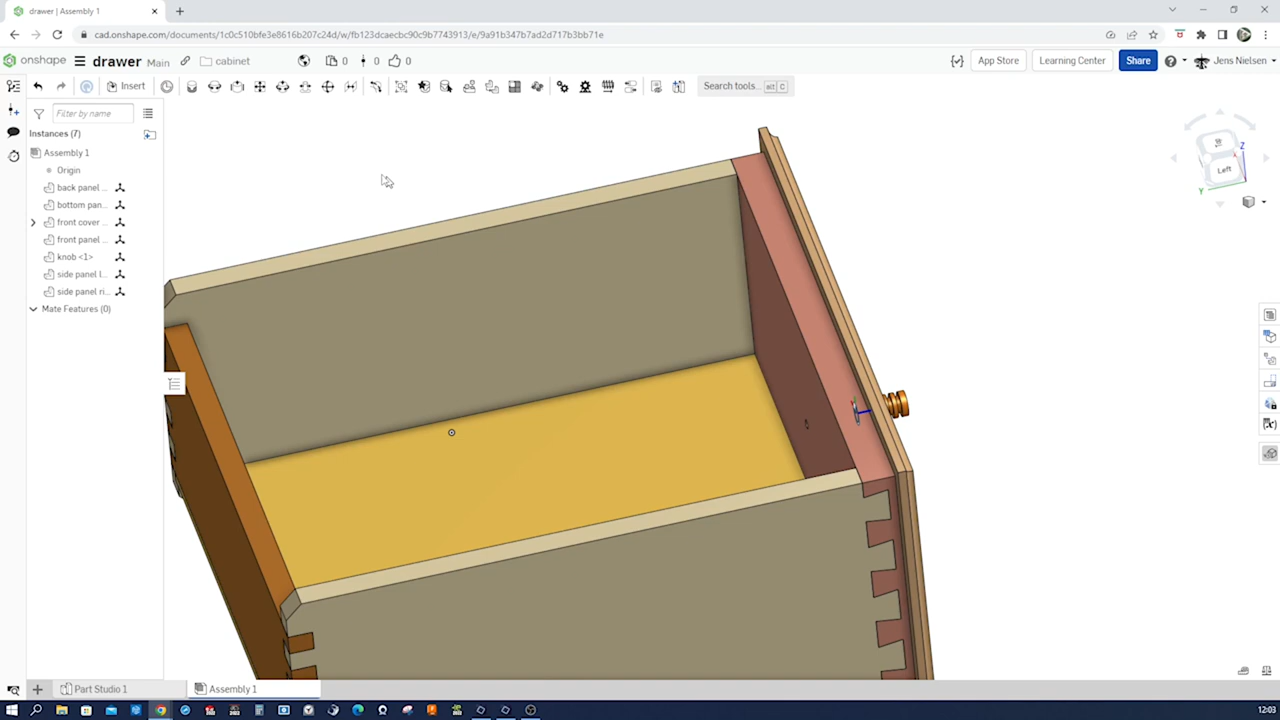 drawer | Assembly 1
cad.onshape.com/documents/1c0c510bfe3e8616b207c24d/w/fb123dcaecbc90c9b7743913/e/9a91b347b7ad2d717b3bb71e
onshape
drawer Main
cabinet
0
0
0
App Store
Learning Center
Share
Jens Nielsen
Insert
Search tools...
alt C
Filter by name
Instances (7)
Assembly 1
Origin
back panel ...
bottom pan...
front cover ...
front panel ...
knob <1>
side panel l...
side panel ri...
Mate Features (0)
Left
Z
Y
Part Studio 1
Assembly 1
12:03